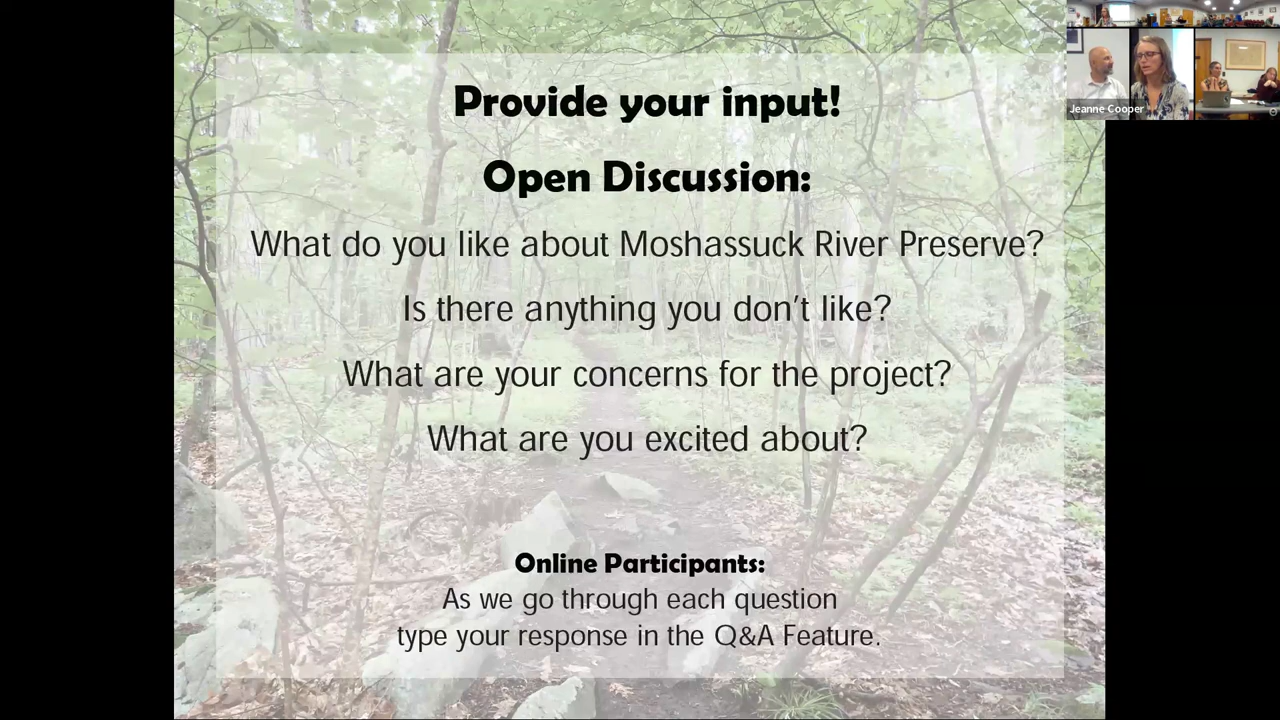 Provide your input!
Open Discussion:
What do you like about Moshassuck River Preserve?
Is there anything you don't like?
What are your concerns for the project?
What are you excited about?
Online Participants:
As we go through each question
type your response in the Q&A Feature.
Jeanne Cooper